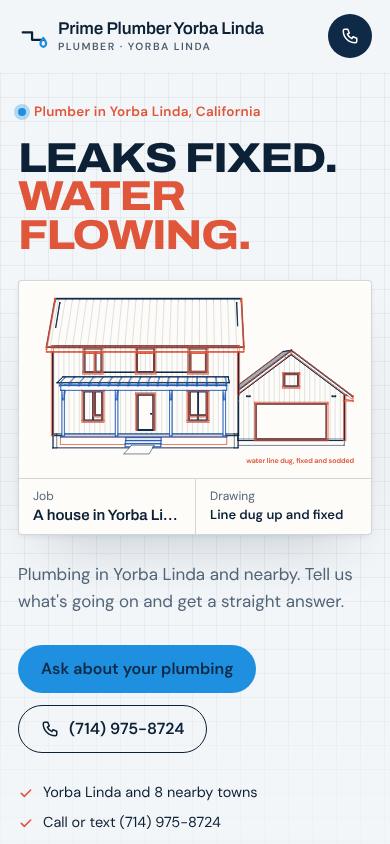 Prime Plumber Yorba Linda
PLUMBER · YORBA LINDA
Plumber in Yorba Linda, California
LEAKS FIXED.
WATER
FLOWING.
water line dug, fixed and sodded
Job
A house in Yorba Li...
Drawing
Line dug up and fixed
Plumbing in Yorba Linda and nearby. Tell us
what's going on and get a straight answer.
Ask about your plumbing
(714) 975-8724
Yorba Linda and 8 nearby towns
Call or text (714) 975-8724